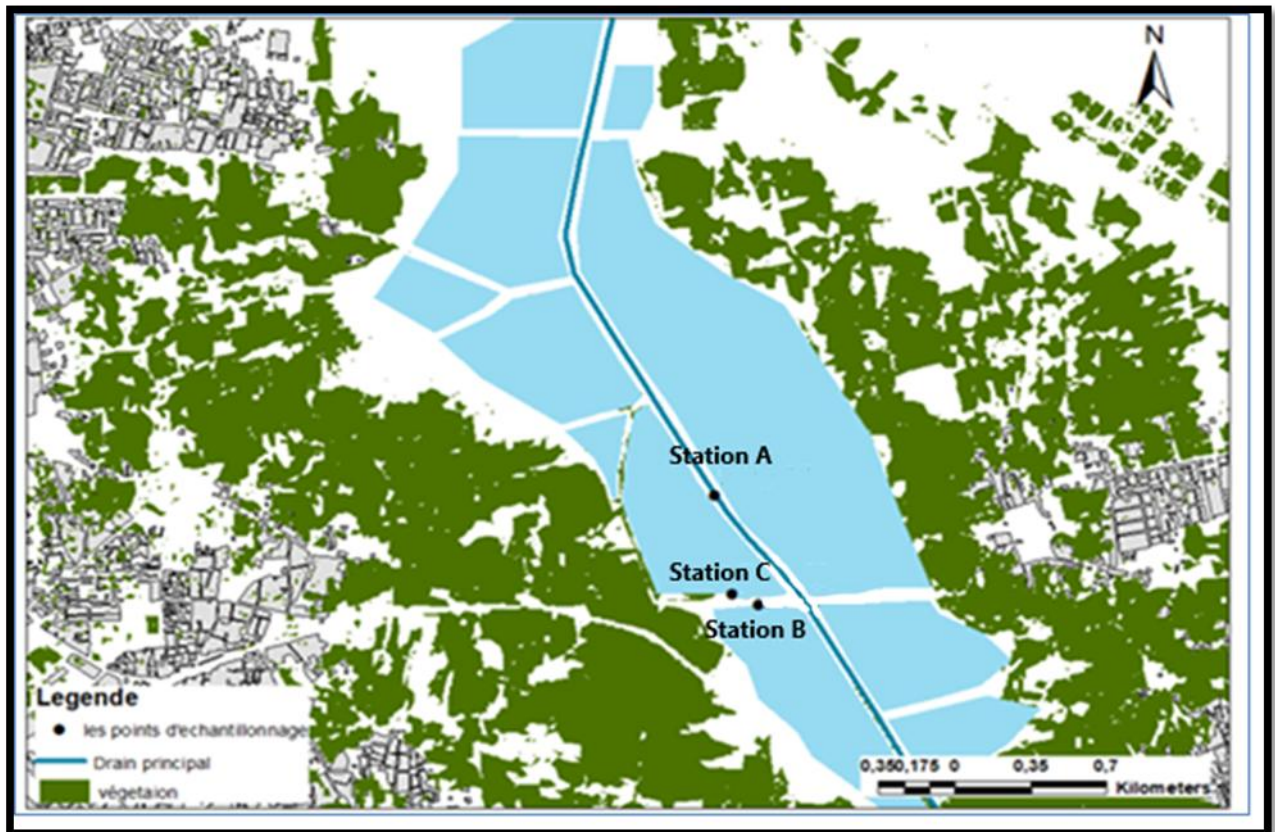 N
Station A
Station C
Station B
Legende
les points d'echantillonnage
Drain principal
végetaion
0,350,175 0 0,35 0,7
Kilometers